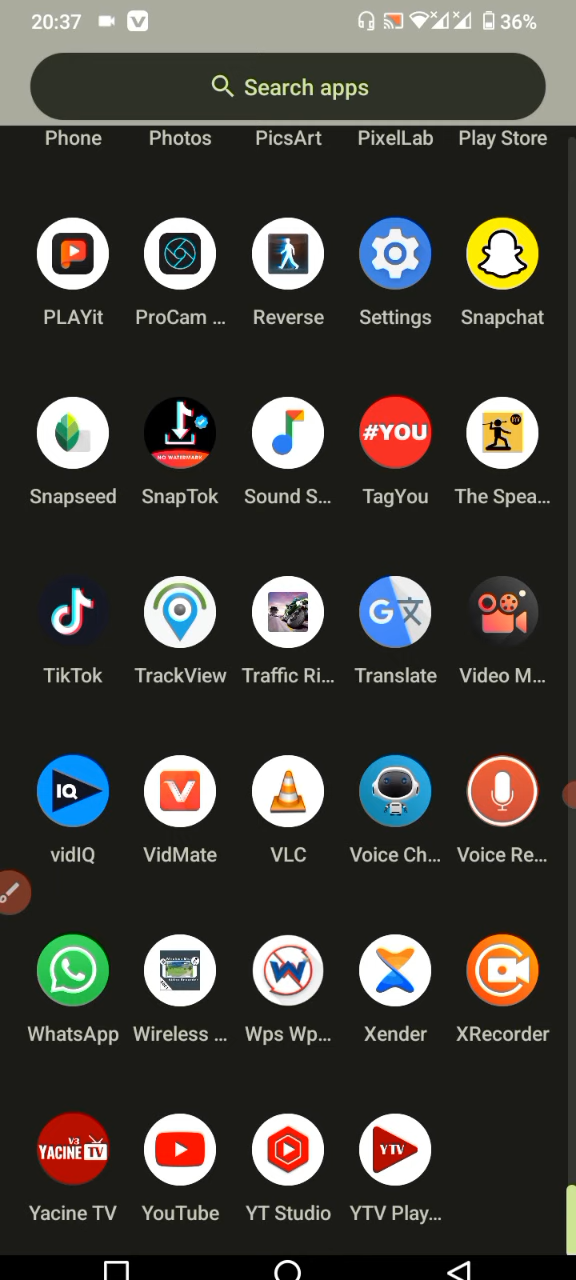 20:37 V 36%
Search apps
Phone Photos PicsArt PixelLab Play Store
PLAYit ProCam ... Reverse Settings Snapchat
#YOU
NO WATERMARK
Snapseed SnapTok Sound S... TagYou The Spea...
G文
TikTok TrackView Traffic Ri... Translate Video M...
IQ
vidIQ VidMate VLC Voice Ch... Voice Re...
W
WhatsApp Wireless ... Wps Wp... Xender XRecorder
V3
YACINE TV YTV
Yacine TV YouTube YT Studio YTV Play...